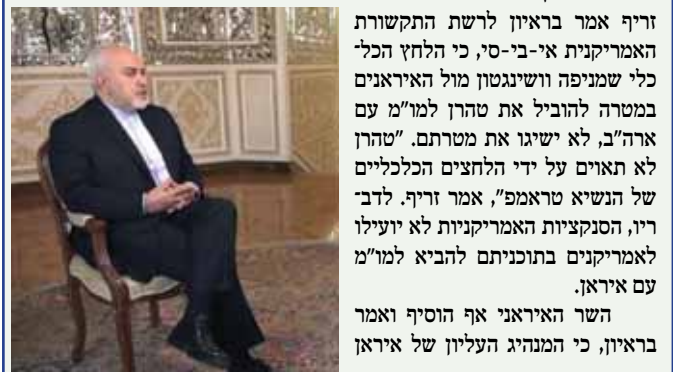 זריף אמר בראיון לרשת התקשורת
האמריקנית אי-בי-סי, כי הלחץ הכל־
כלי שמניפה וושינגטון מול האיראנים
במטרה להוביל את טהרן למו"מ עם
ארה"ב, לא ישיגו את מטרתם. "טהרן
לא תאוים על ידי הלחצים הכלכליים
של הנשיא טראמפ", אמר זריף. לדב־
ריו, הסנקציות האמריקניות לא יועילו
לאמריקנים בתוכניתם להביא למו"מ
עם איראן.
השר האיראני אף הוסיף ואמר
בראיון, כי המנהיג העליון של איראן